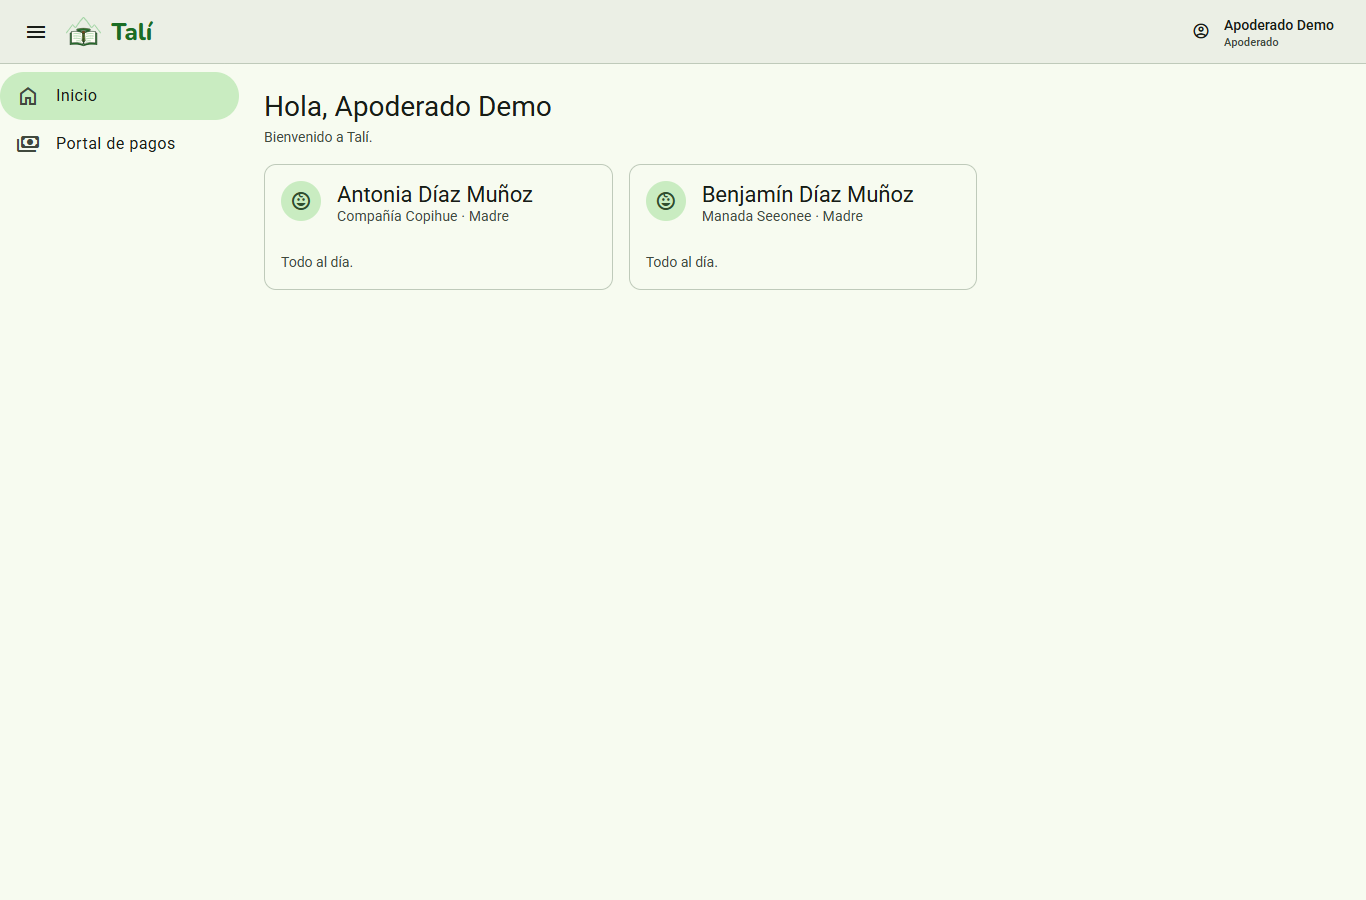 Talí
Apoderado Demo
Apoderado
Inicio
Portal de pagos
Hola, Apoderado Demo
Bienvenido a Talí.
Antonia Díaz Muñoz
Compañía Copihue · Madre
Todo al día.
Benjamín Díaz Muñoz
Manada Seeonee · Madre
Todo al día.